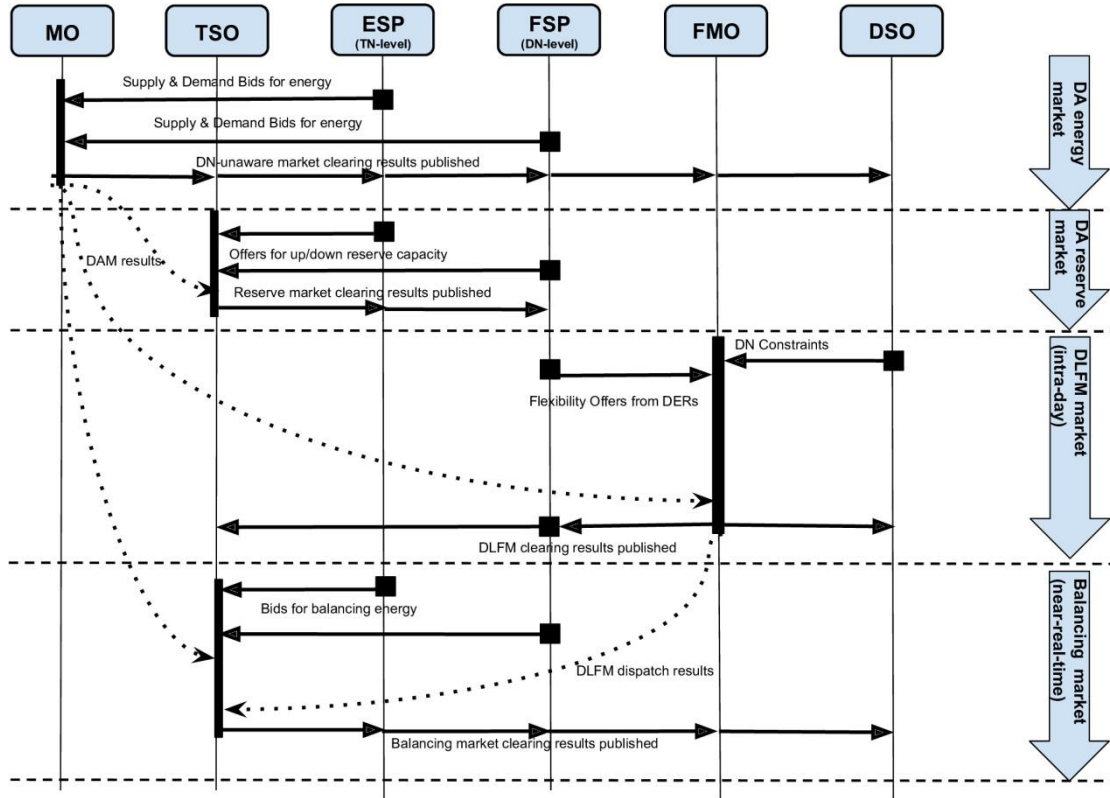 MO
TSO
ESP
(TN-level)
FSP
(DN-level)
FMO
DSO
Supply & Demand Bids for energy
Supply & Demand Bids for energy
DN-unaware market clearing results published
DA energy
market
DAM results
Offers for up/down reserve capacity
Reserve market clearing results published
DA reserve
market
DN Constraints
Flexibility Offers from DERs
DLFM clearing results published
DLFM market
(intra-day)
Bids for balancing energy
DLFM dispatch results
Balancing market clearing results published
Balancing market
(near-real-time)